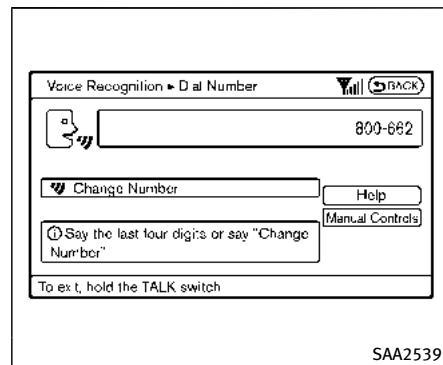 Voice Recognition ▸ Dial Number
BACK
800-662
Change Number
Help
Manual Controls
Say the last four digits or say "Change
Number"
To exit, hold the TALK switch
SAA2539